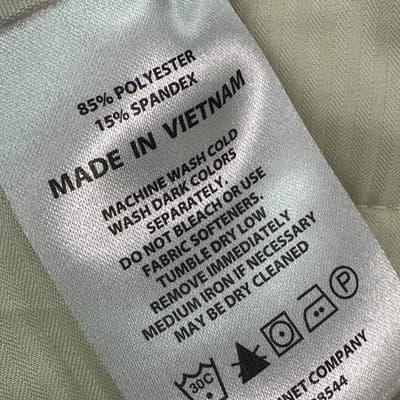 85% POLYESTER
15% SPANDEX
MADE IN VIETNAM
MACHINE WASH COLD
WASH DARK COLORS
SEPARATELY.
DO NOT BLEACH OR USE
FABRIC SOFTENERS.
TUMBLE DRY LOW
REMOVE IMMEDIATELY
MEDIUM IRON IF NECESSARY
MAY BE DRY CLEANED
30C P
COMPANY